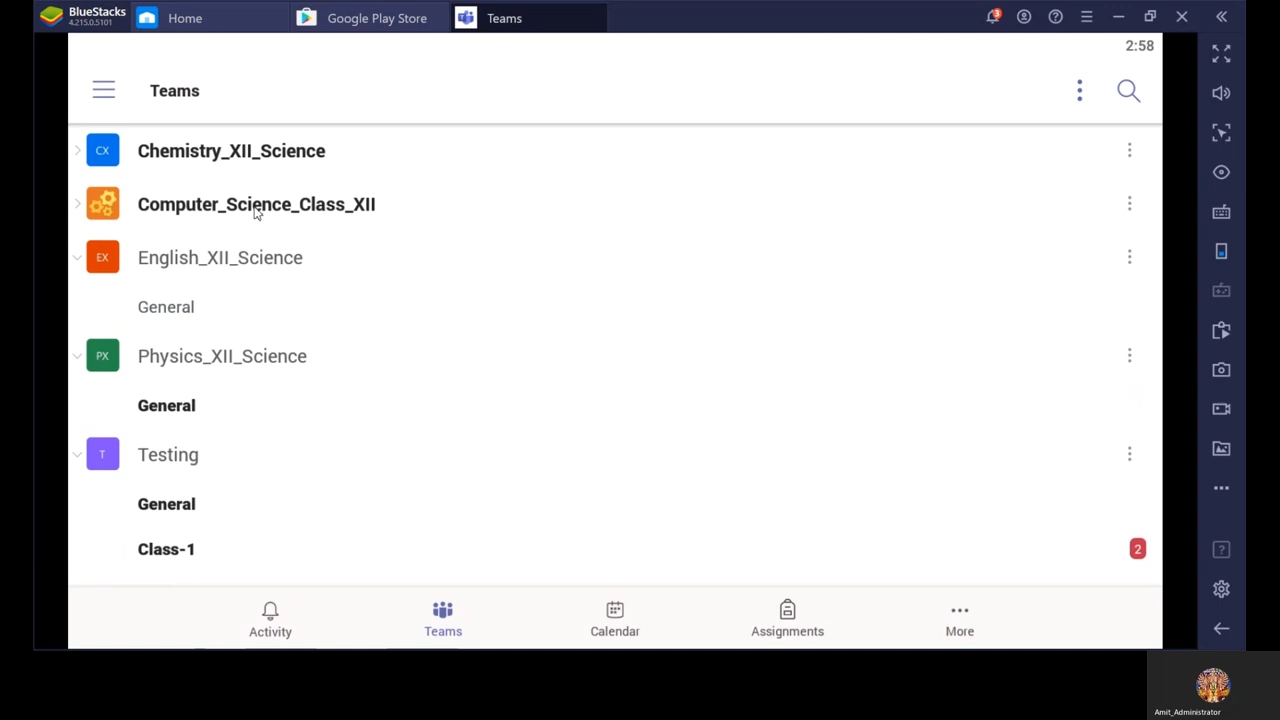 BlueStacks
4.215.0.5101
Home
Google Play Store
Teams
3
2:58
Teams
CX
Chemistry_XII_Science
Computer_Science_Class_XII
EX
English_XII_Science
General
PX
Physics_XII_Science
General
T
Testing
General
Class-1
2
Activity
Teams
Calendar
Assignments
More
Amit_Administrator